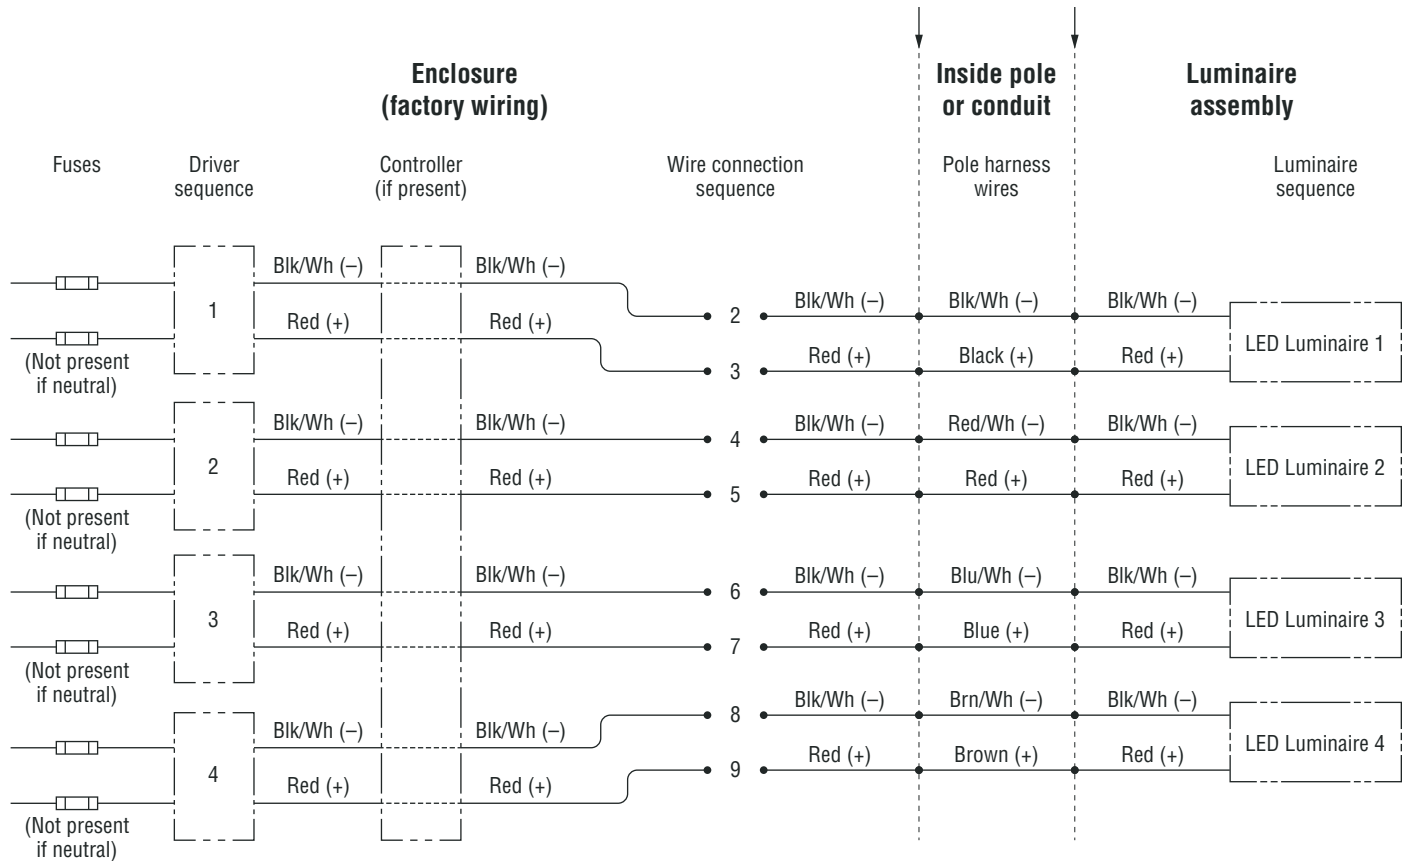 Enclosure
(factory wiring)
Inside pole
or conduit
Luminaire
assembly
Fuses
Driver
sequence
Controller
(if present)
Wire connection
sequence
Pole harness
wires
Luminaire
sequence
Blk/Wh (–) Blk/Wh (–)
1
Red (+) Red (+)
(Not present
if neutral)
2 Blk/Wh (–) Blk/Wh (–) Blk/Wh (–)
LED Luminaire 1
3 Red (+) Black (+) Red (+)
Blk/Wh (–) Blk/Wh (–) 4 Blk/Wh (–) Red/Wh (–) Blk/Wh (–)
2
LED Luminaire 2
Red (+) Red (+) 5 Red (+) Red (+) Red (+)
(Not present
if neutral)
Blk/Wh (–) Blk/Wh (–) 6 Blk/Wh (–) Blu/Wh (–) Blk/Wh (–)
3
LED Luminaire 3
Red (+) Red (+) 7 Red (+) Blue (+) Red (+)
(Not present
if neutral)
Blk/Wh (–) Blk/Wh (–) 8 Blk/Wh (–) Brn/Wh (–) Blk/Wh (–)
4
LED Luminaire 4
Red (+) Red (+) 9 Red (+) Brown (+) Red (+)
(Not present
if neutral)